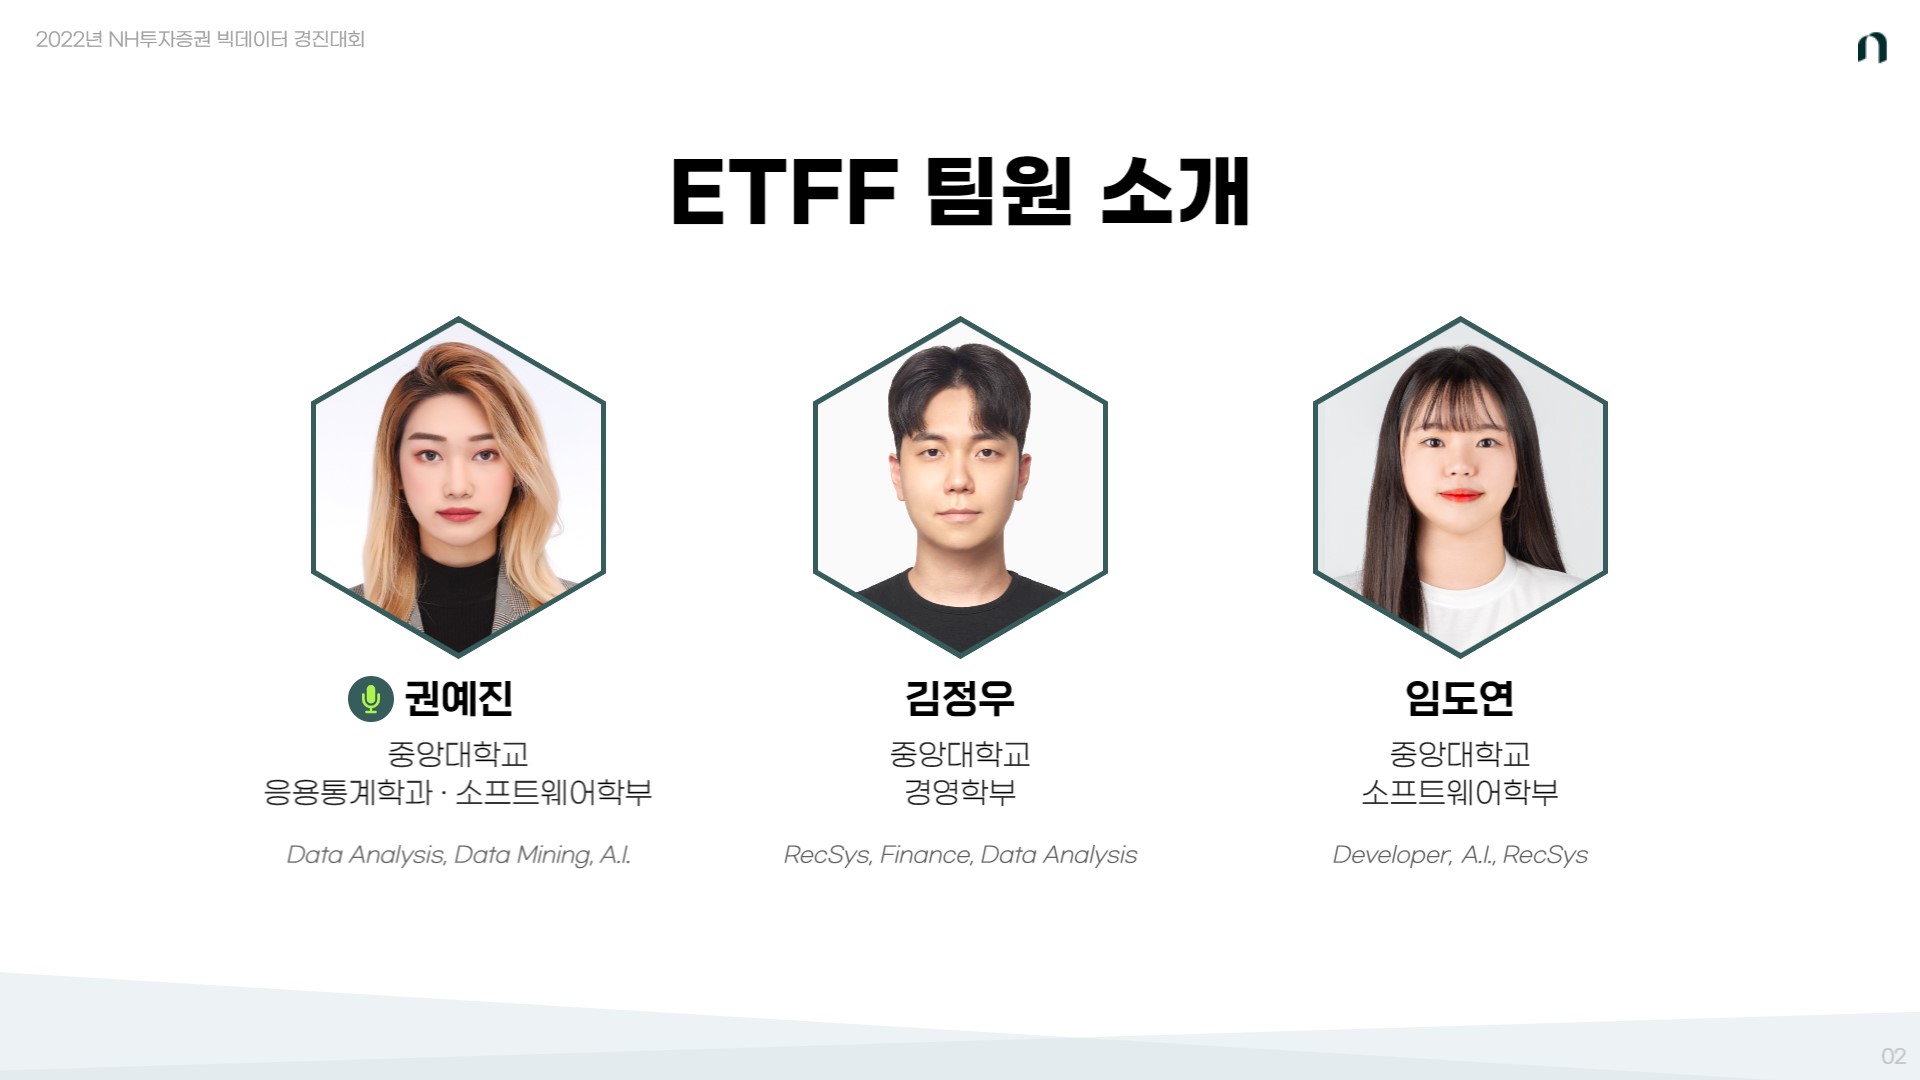 2022년 NH투자증권 빅데이터 경진대회
ETFF 팀원 소개
권예진
중앙대학교
응용통계학과 · 소프트웨어학부
Data Analysis, Data Mining, A.I.
김정우
중앙대학교
경영학부
RecSys, Finance, Data Analysis
임도연
중앙대학교
소프트웨어학부
Developer, A.I., RecSys
02